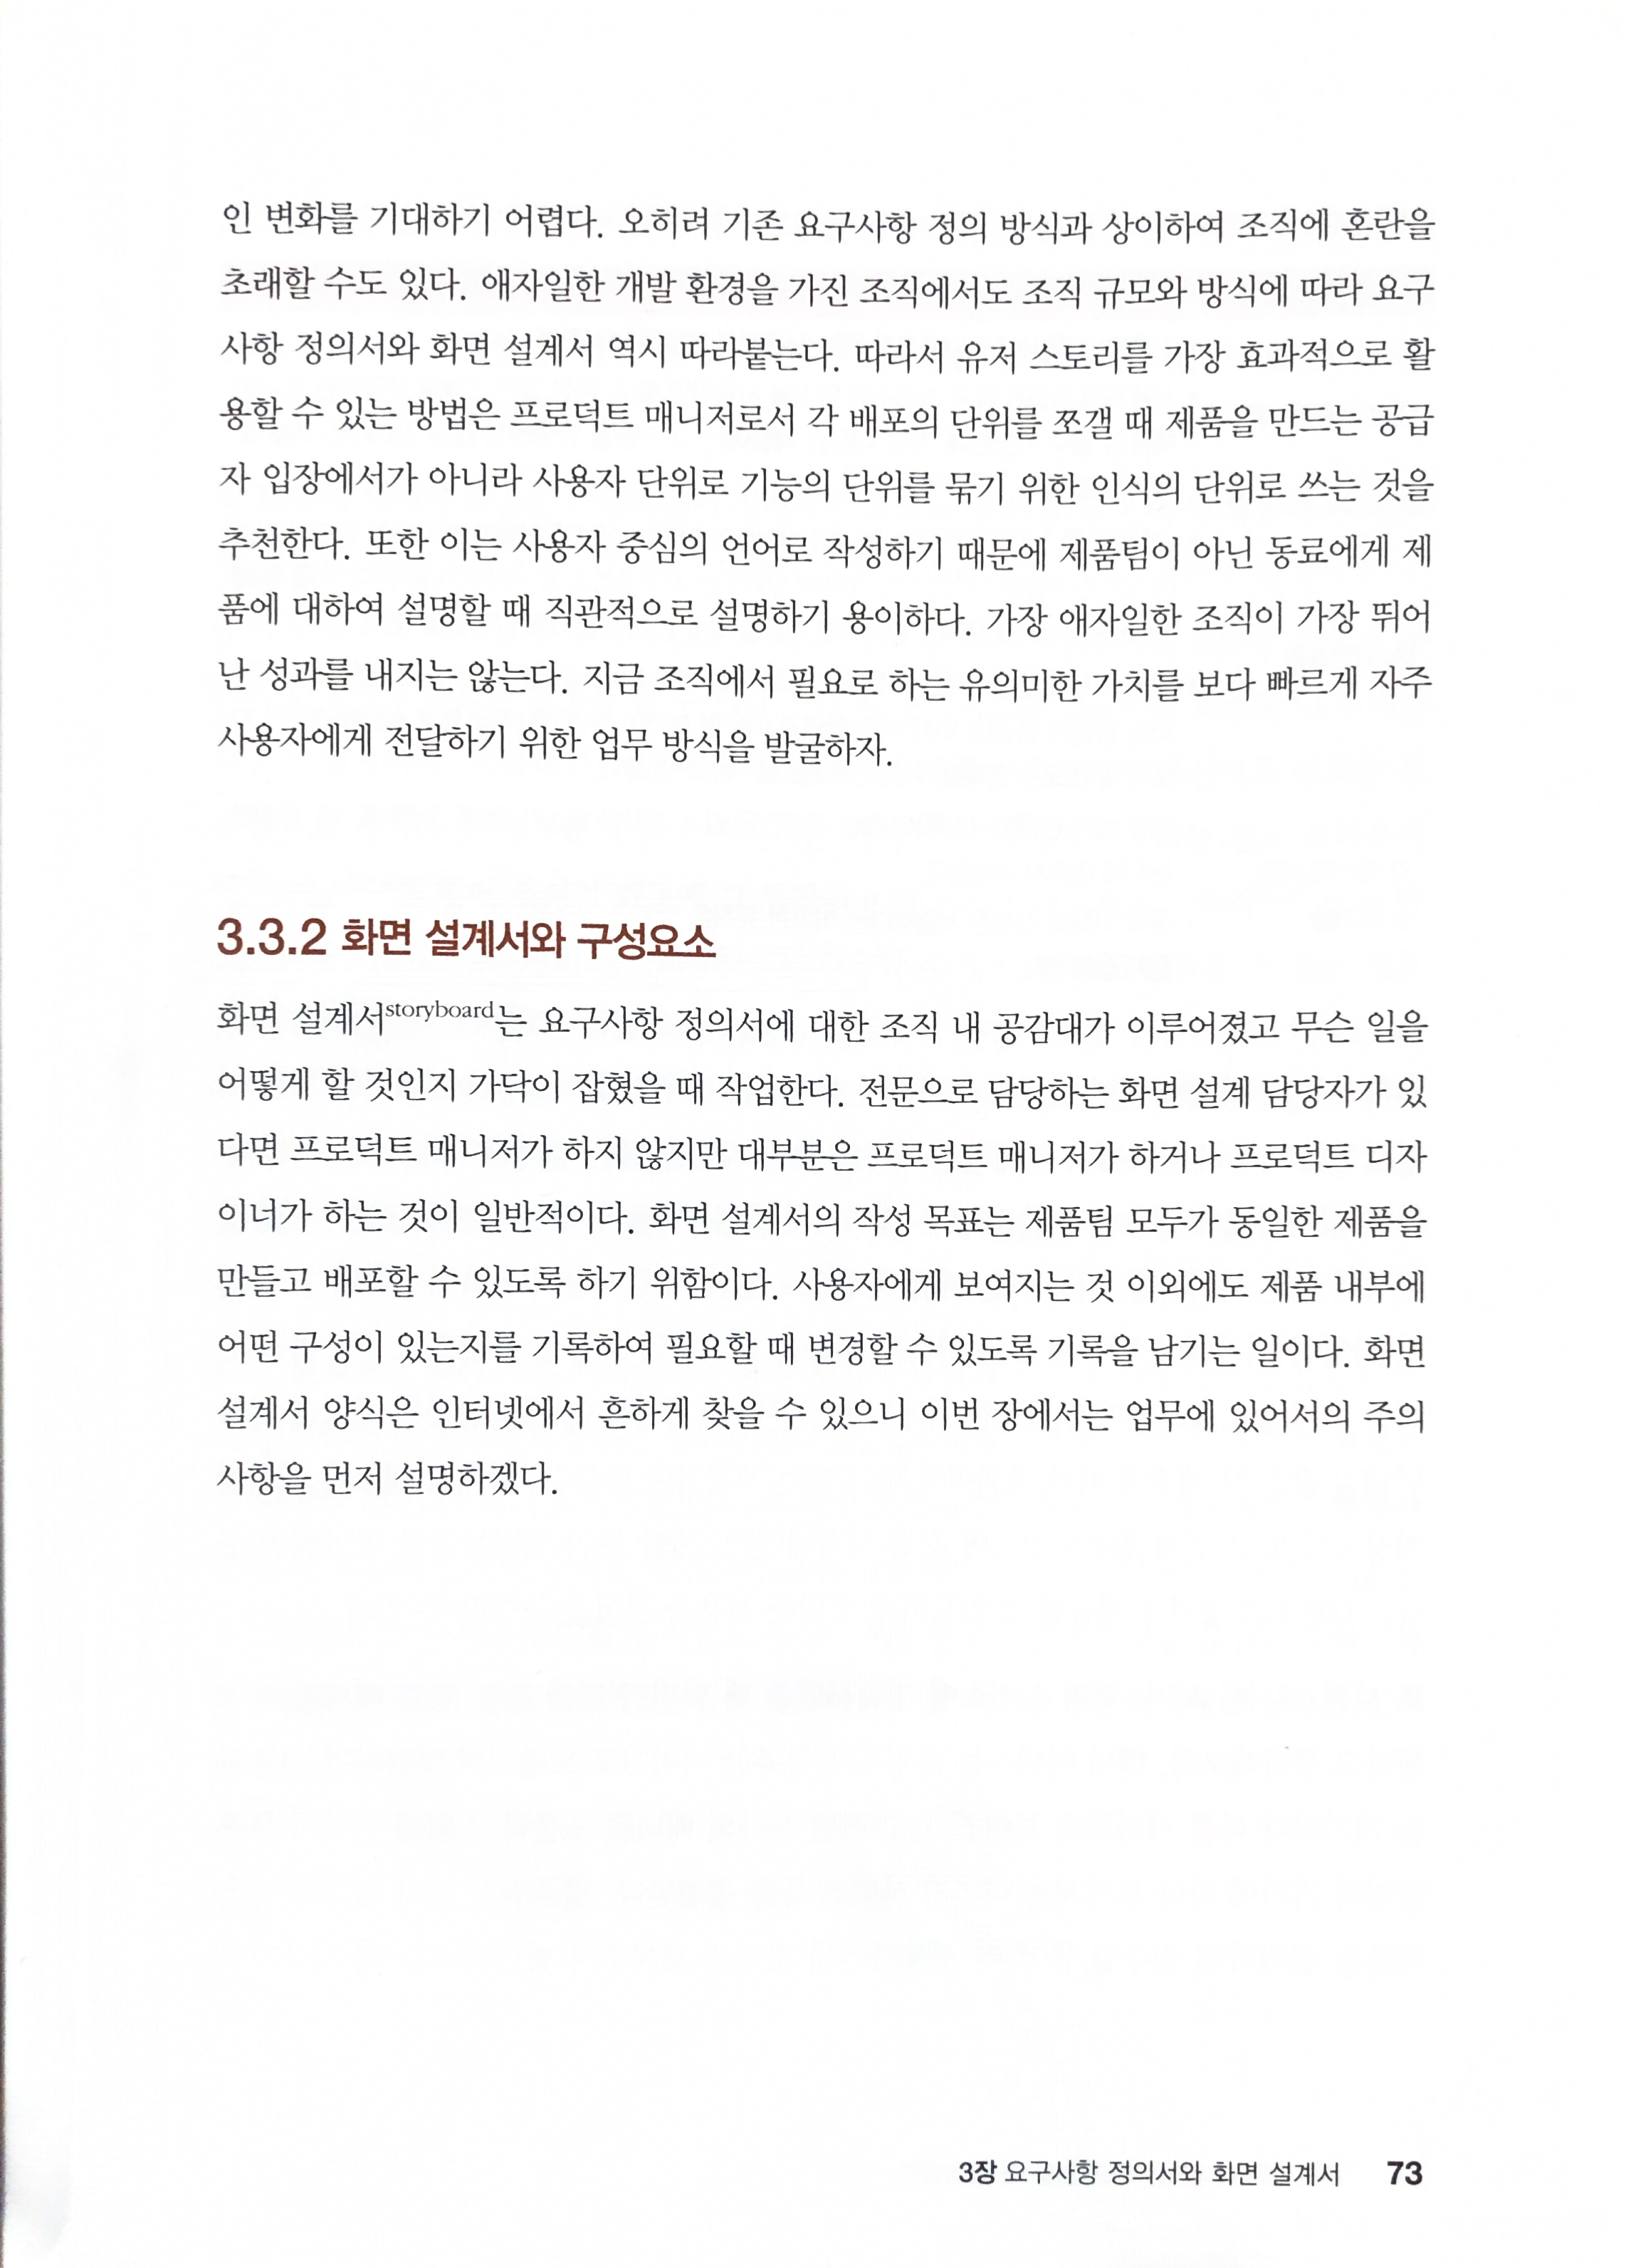 인 변화를 기대하기 어렵다. 오히려 기존 요구사항 정의 방식과 상이하여 조직에 혼란을
초래할 수도 있다. 애자일한 개발 환경을 가진 조직에서도 조직 규모와 방식에 따라 요구
사항 정의서와 화면 설계서 역시 따라붙는다. 따라서 유저 스토리를 가장 효과적으로 활
용할 수 있는 방법은 프로덕트 매니저로서 각 배포의 단위를 쪼갤 때 제품을 만드는 공급
자 입장에서가 아니라 사용자 단위로 기능의 단위를 묶기 위한 인식의 단위로 쓰는 것을
추천한다. 또한 이는 사용자 중심의 언어로 작성하기 때문에 제품팀이 아닌 동료에게 제
품에 대하여 설명할 때 직관적으로 설명하기 용이하다. 가장 애자일한 조직이 가장 뛰어
난 성과를 내지는 않는다. 지금 조직에서 필요로 하는 유의미한 가치를 보다 빠르게 자주
사용자에게 전달하기 위한 업무 방식을 발굴하자.
3.3.2 화면 설계서와 구성요소
화면 설계서storyboard는 요구사항 정의서에 대한 조직 내 공감대가 이루어졌고 무슨 일을
어떻게 할 것인지 가닥이 잡혔을 때 작업한다. 전문으로 담당하는 화면 설계 담당자가 있
다면 프로덕트 매니저가 하지 않지만 대부분은 프로덕트 매니저가 하거나 프로덕트 디자
이너가 하는 것이 일반적이다. 화면 설계서의 작성 목표는 제품팀 모두가 동일한 제품을
만들고 배포할 수 있도록 하기 위함이다. 사용자에게 보여지는 것 이외에도 제품 내부에
어떤 구성이 있는지를 기록하여 필요할 때 변경할 수 있도록 기록을 남기는 일이다. 화면
설계서 양식은 인터넷에서 흔하게 찾을 수 있으니 이번 장에서는 업무에 있어서의 주의
사항을 먼저 설명하겠다.
3장 요구사항 정의서와 화면 설계서 73